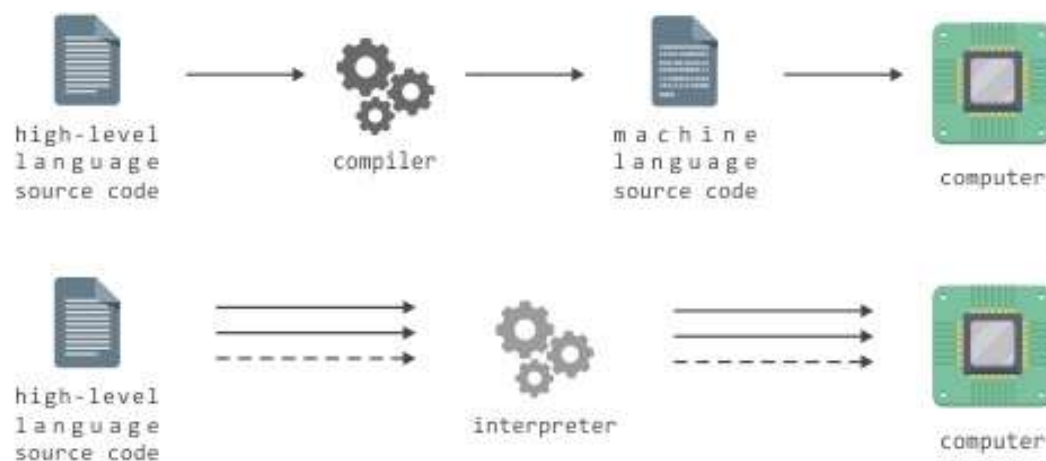 high-level
language
source code
compiler
machine
language
source code
computer
high-level
language
source code
interpreter
computer